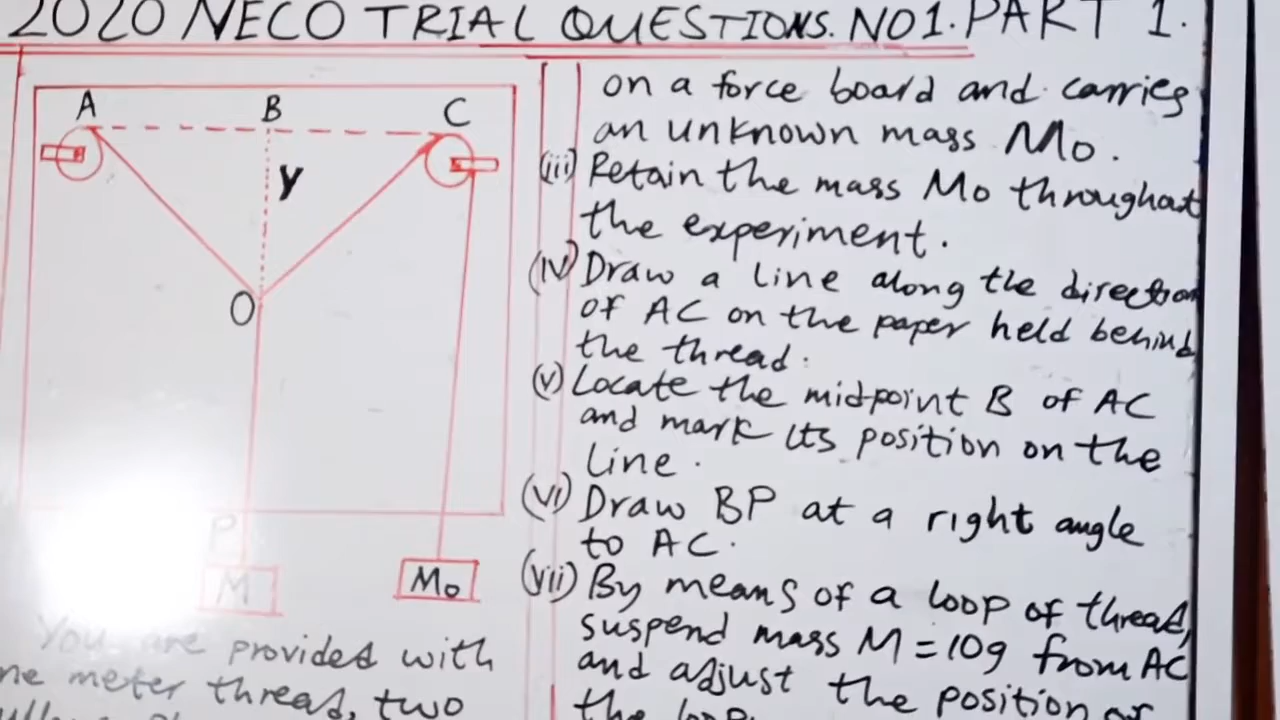 2020 NECO TRIAL QUESTIONS. NO1. PART 1.
A
B
C
y
O
P
M
Mo
You are provided with
ne meter thread, two
on a force board and carries
an unknown mass Mo.
(iii) Retain the mass Mo throughout
the experiment.
(iv) Draw a line along the direction
of AC on the paper held behind
the thread.
(v) Locate the midpoint B of AC
and mark its position on the
line.
(vi) Draw BP at a right angle
to AC.
(vii) By means of a loop of thread,
suspend mass M = 10g from AC
and adjust the position of
the loop